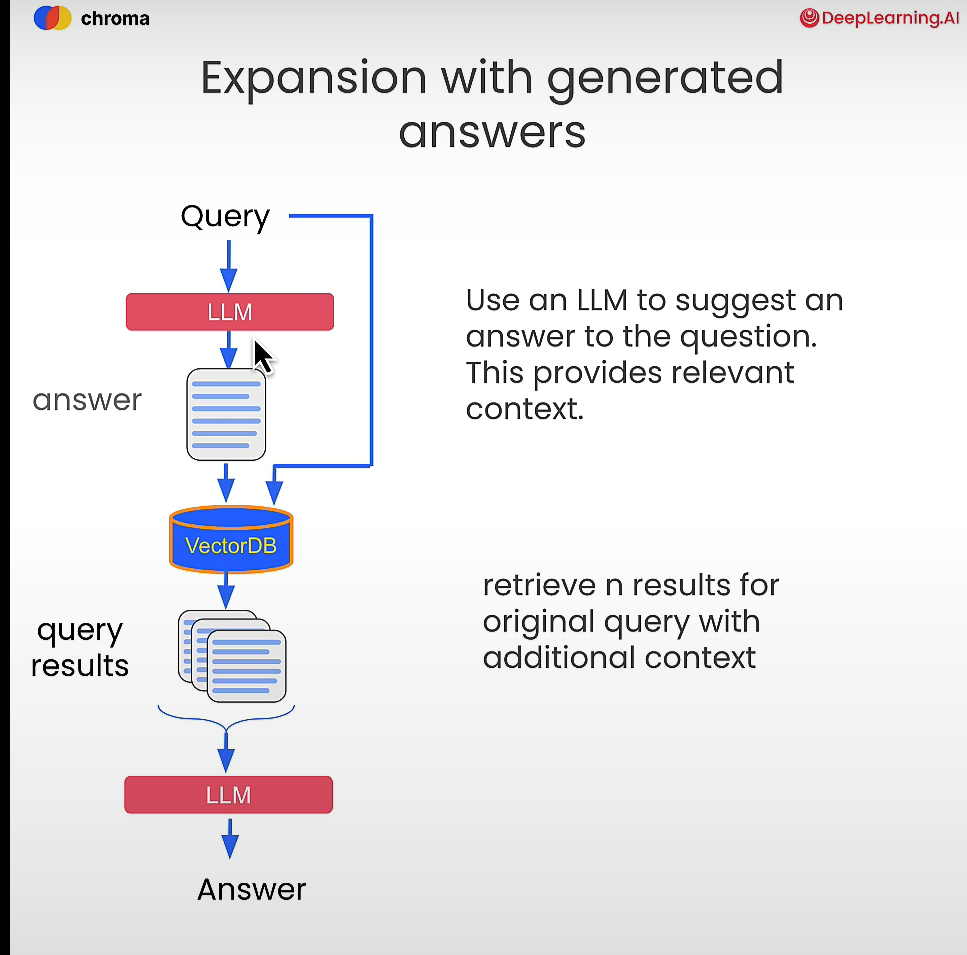 chroma
DeepLearning.AI
Expansion with generated
answers
Query
LLM
answer
Use an LLM to suggest an
answer to the question.
This provides relevant
context.
VectorDB
query
results
retrieve n results for
original query with
additional context
LLM
Answer